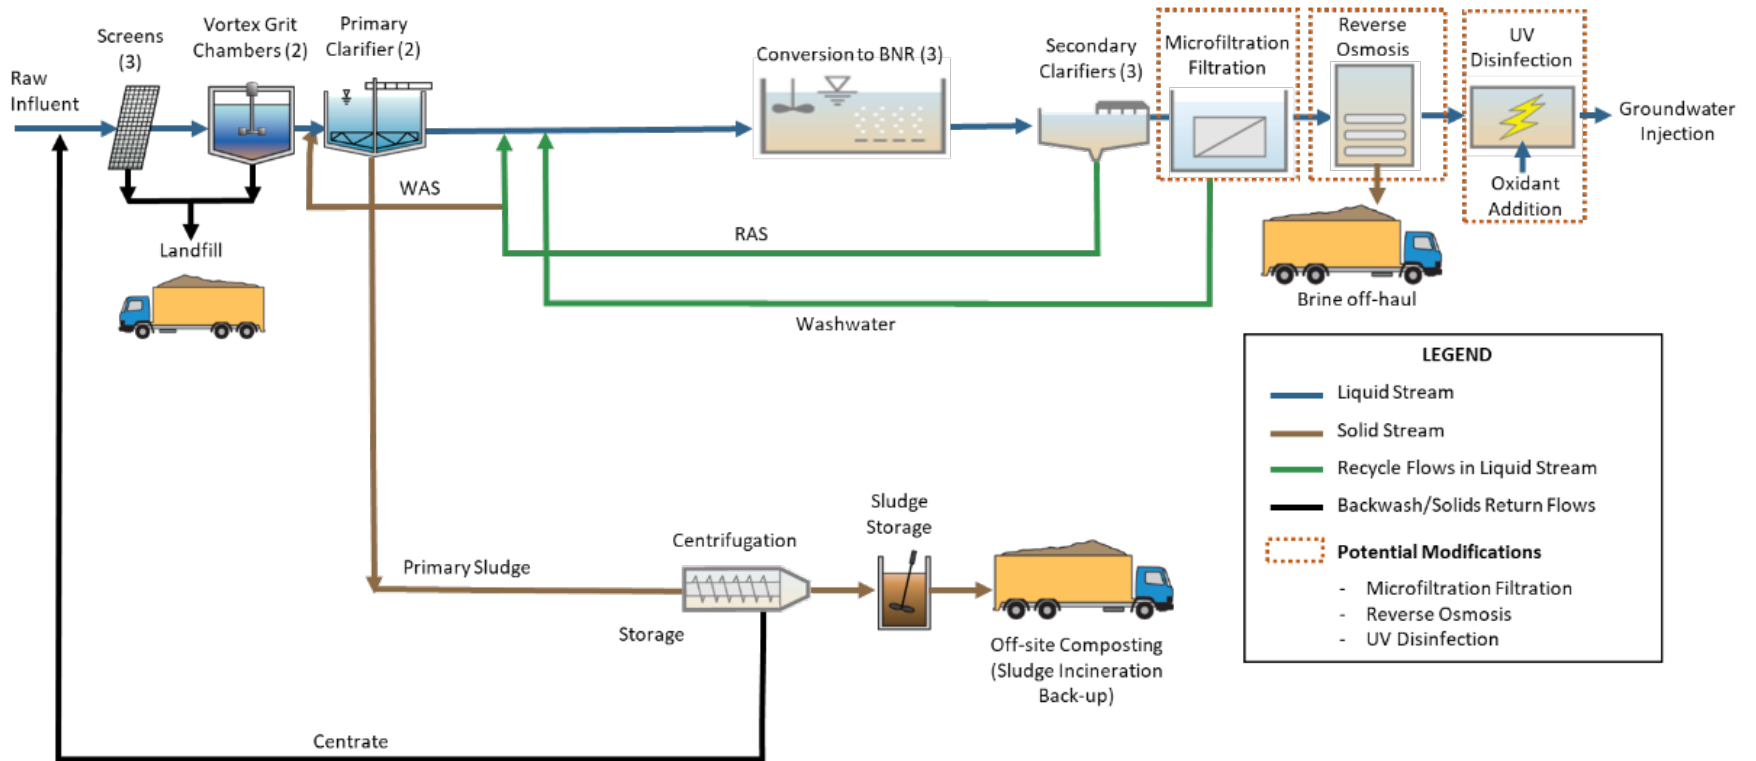 Screens
(3)
Vortex Grit
Chambers (2)
Primary
Clarifier (2)
Raw
Influent
Conversion to BNR (3)
Secondary
Clarifiers (3)
Microfiltration
Filtration
Reverse
Osmosis
UV
Disinfection
Groundwater
Injection
Oxidant
Addition
WAS
RAS
Landfill
Washwater
Brine off-haul
LEGEND
Liquid Stream
Solid Stream
Recycle Flows in Liquid Stream
Backwash/Solids Return Flows
Potential Modifications
- Microfiltration Filtration
- Reverse Osmosis
- UV Disinfection
Primary Sludge
Centrifugation
Storage
Sludge
Storage
Off-site Composting
(Sludge Incineration
Back-up)
Centrate